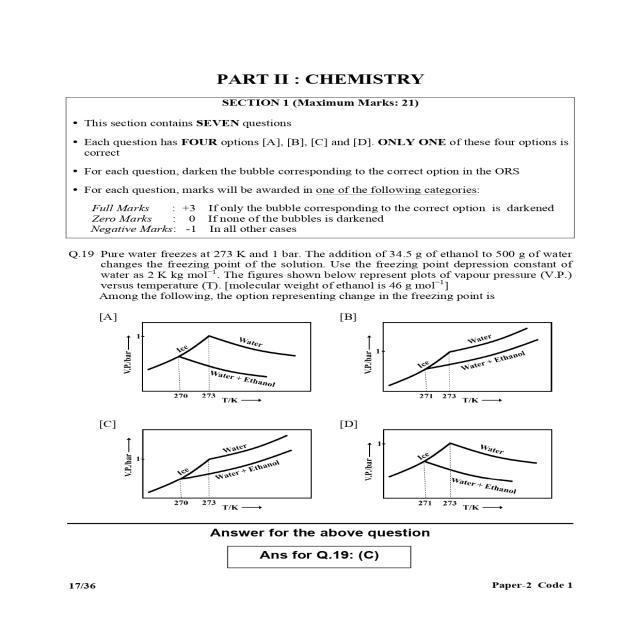 PART II : CHEMISTRY
SECTION 1 (Maximum Marks: 21)
• This section contains SEVEN questions
• Each question has FOUR options [A], [B], [C] and [D]. ONLY ONE of these four options is
correct
• For each question, darken the bubble corresponding to the correct option in the ORS
• For each question, marks will be awarded in one of the following categories:
Full Marks : +3 If only the bubble corresponding to the correct option is darkened
Zero Marks : 0 If none of the bubbles is darkened
Negative Marks: -1 In all other cases
Q.19 Pure water freezes at 273 K and 1 bar. The addition of 34.5 g of ethanol to 500 g of water
changes the freezing point of the solution. Use the freezing point depression constant of
water as 2 K kg mol⁻¹. The figures shown below represent plots of vapour pressure (V.P.)
versus temperature (T). [molecular weight of ethanol is 46 g mol⁻¹]
Among the following, the option representing change in the freezing point is
[A]
V.P./bar
1
Ice
Water
Water + Ethanol
270 273
T/K
[B]
V.P./bar
1
Ice
Water
Water + Ethanol
271 273
T/K
[C]
V.P./bar
1
Ice
Water
Water + Ethanol
270 273
T/K
[D]
V.P./bar
1
Ice
Water
Water + Ethanol
271 273
T/K
Answer for the above question
Ans for Q.19: (C)
17/36 Paper-2 Code 1